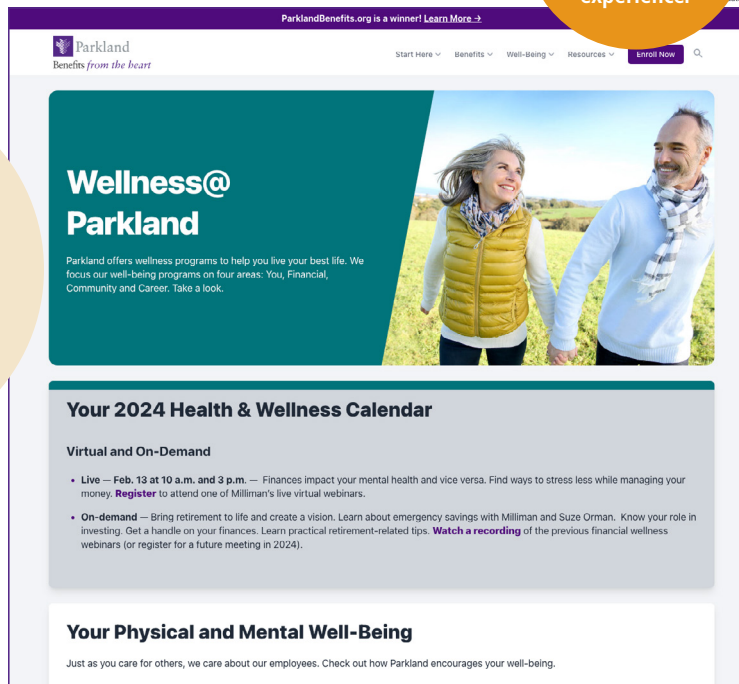 experience!
ParklandBenefits.org is a winner! Learn More →
Parkland
Benefits from the heart
Start Here
Benefits
Well-Being
Resources
Enroll Now
Wellness@
Parkland
Parkland offers wellness programs to help you live your best life. We
focus our well-being programs on four areas: You, Financial,
Community and Career. Take a look.
Your 2024 Health & Wellness Calendar
Virtual and On-Demand
• Live — Feb. 13 at 10 a.m. and 3 p.m. — Finances impact your mental health and vice versa. Find ways to stress less while managing your
money. Register to attend one of Milliman's live virtual webinars.
• On-demand — Bring retirement to life and create a vision. Learn about emergency savings with Milliman and Suze Orman. Know your role in
investing. Get a handle on your finances. Learn practical retirement-related tips. Watch a recording of the previous financial wellness
webinars (or register for a future meeting in 2024).
Your Physical and Mental Well-Being
Just as you care for others, we care about our employees. Check out how Parkland encourages your well-being.